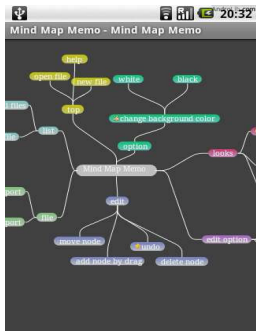 20:32
Mind Map Memo - Mind Map Memo
help
open file
new file
white
black
top
change background color
list
option
looks
Mind Map Memo
edit
file
edit option
move node
undo
add node by drag
delete node